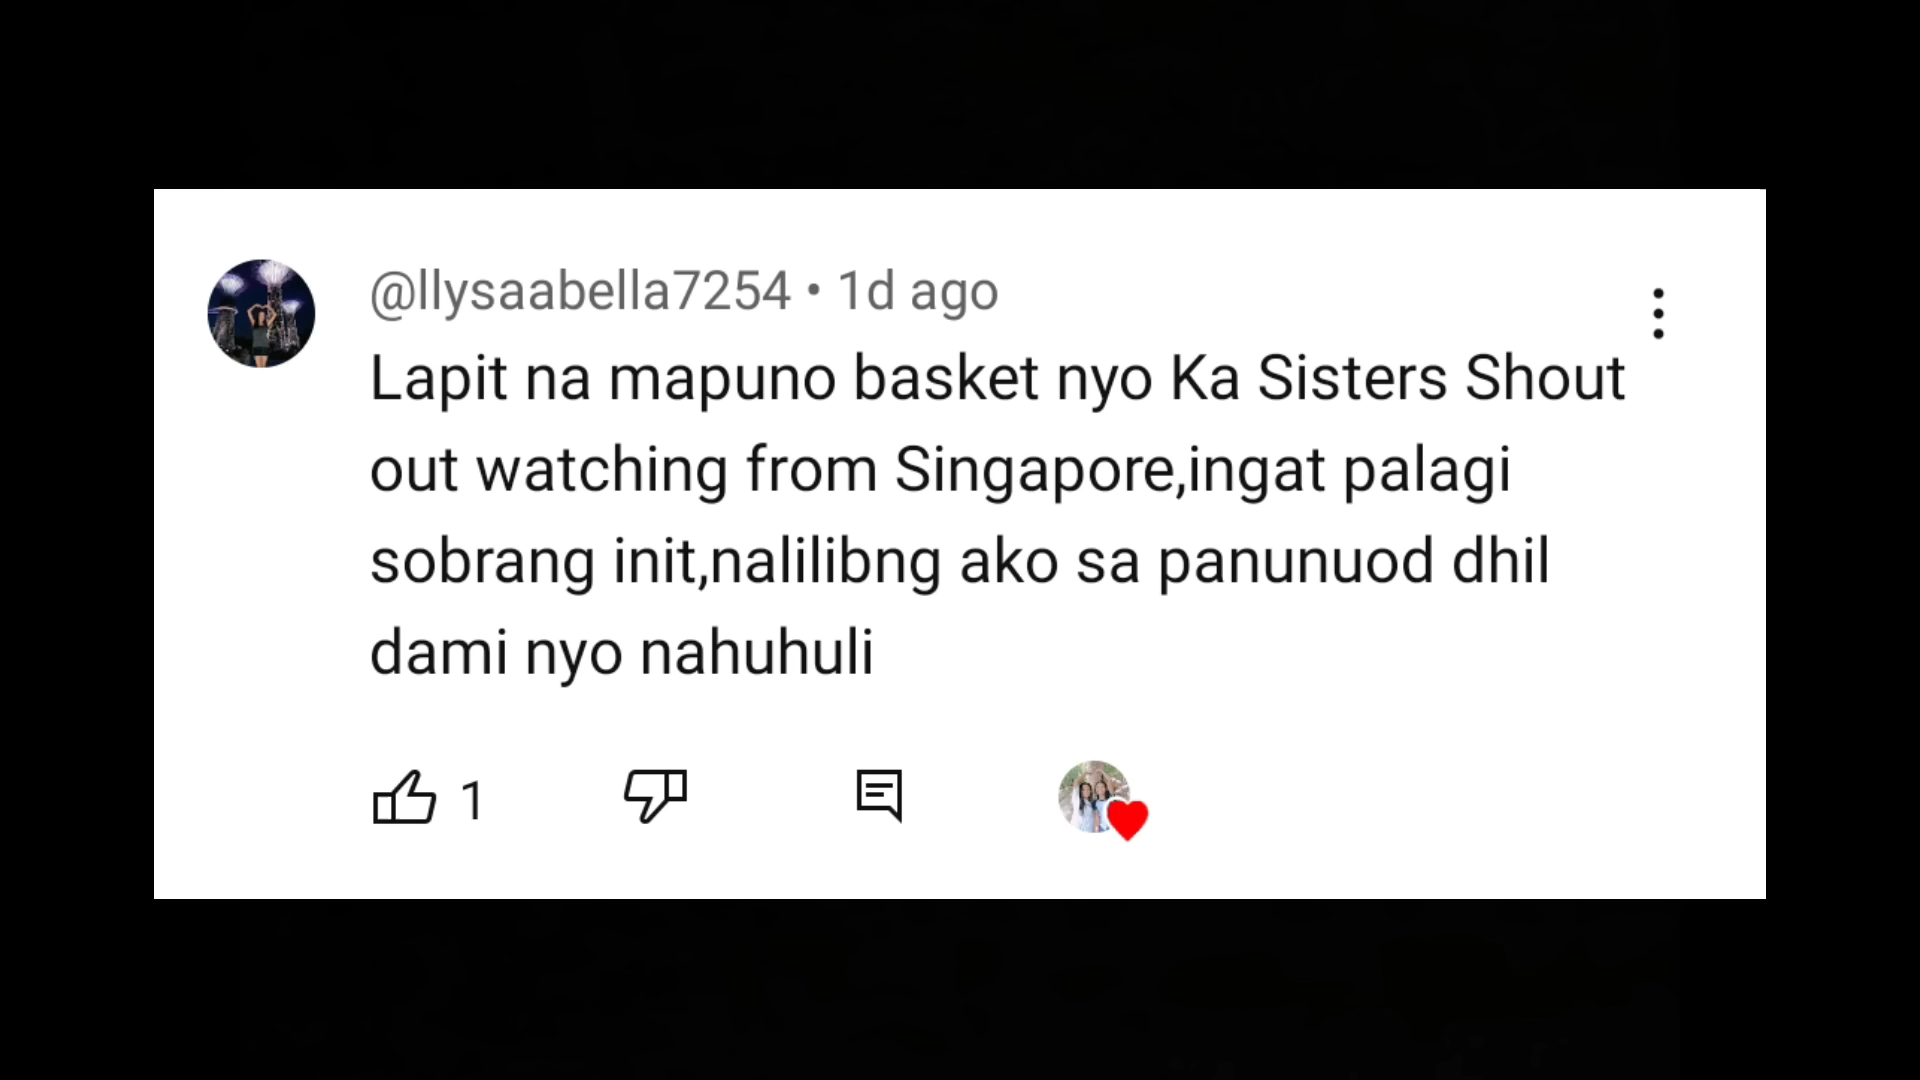 @llysaabella7254 • 1d ago
Lapit na mapuno basket nyo Ka Sisters Shout
out watching from Singapore,ingat palagi
sobrang init,nalilibng ako sa panunuod dhil
dami nyo nahuhuli
1